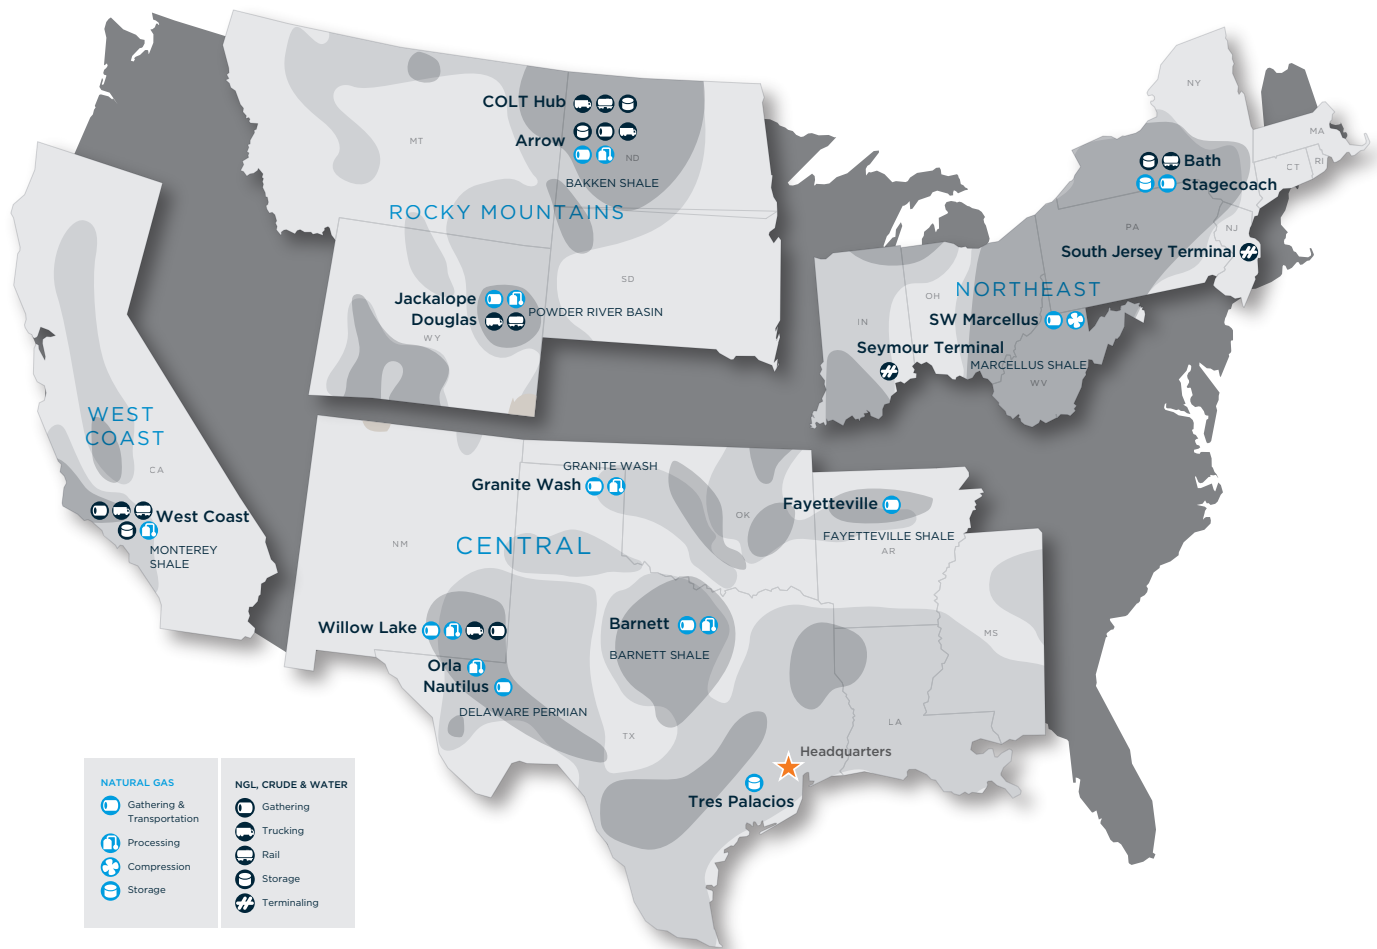 NY
COLT Hub
MA
Arrow
MT
ND
Bath
CT
RI
BAKKEN SHALE
Stagecoach
ROCKY MOUNTAINS
PA
NJ
South Jersey Terminal
SD
NORTHEAST
Jackalope
OH
POWDER RIVER BASIN
Douglas
SW Marcellus
IN
WY
Seymour Terminal
MARCELLUS SHALE
WV
WEST
COAST
CA
GRANITE WASH
Granite Wash
Fayetteville
West Coast
OK
FAYETTEVILLE SHALE
NM
CENTRAL
AR
MONTEREY
SHALE
Willow Lake
Barnett
MS
BARNETT SHALE
Orla
Nautilus
DELAWARE PERMIAN
LA
TX
Headquarters
Tres Palacios
NATURAL GAS
Gathering &
Transportation
Processing
Compression
Storage
NGL, CRUDE & WATER
Gathering
Trucking
Rail
Storage
Terminaling